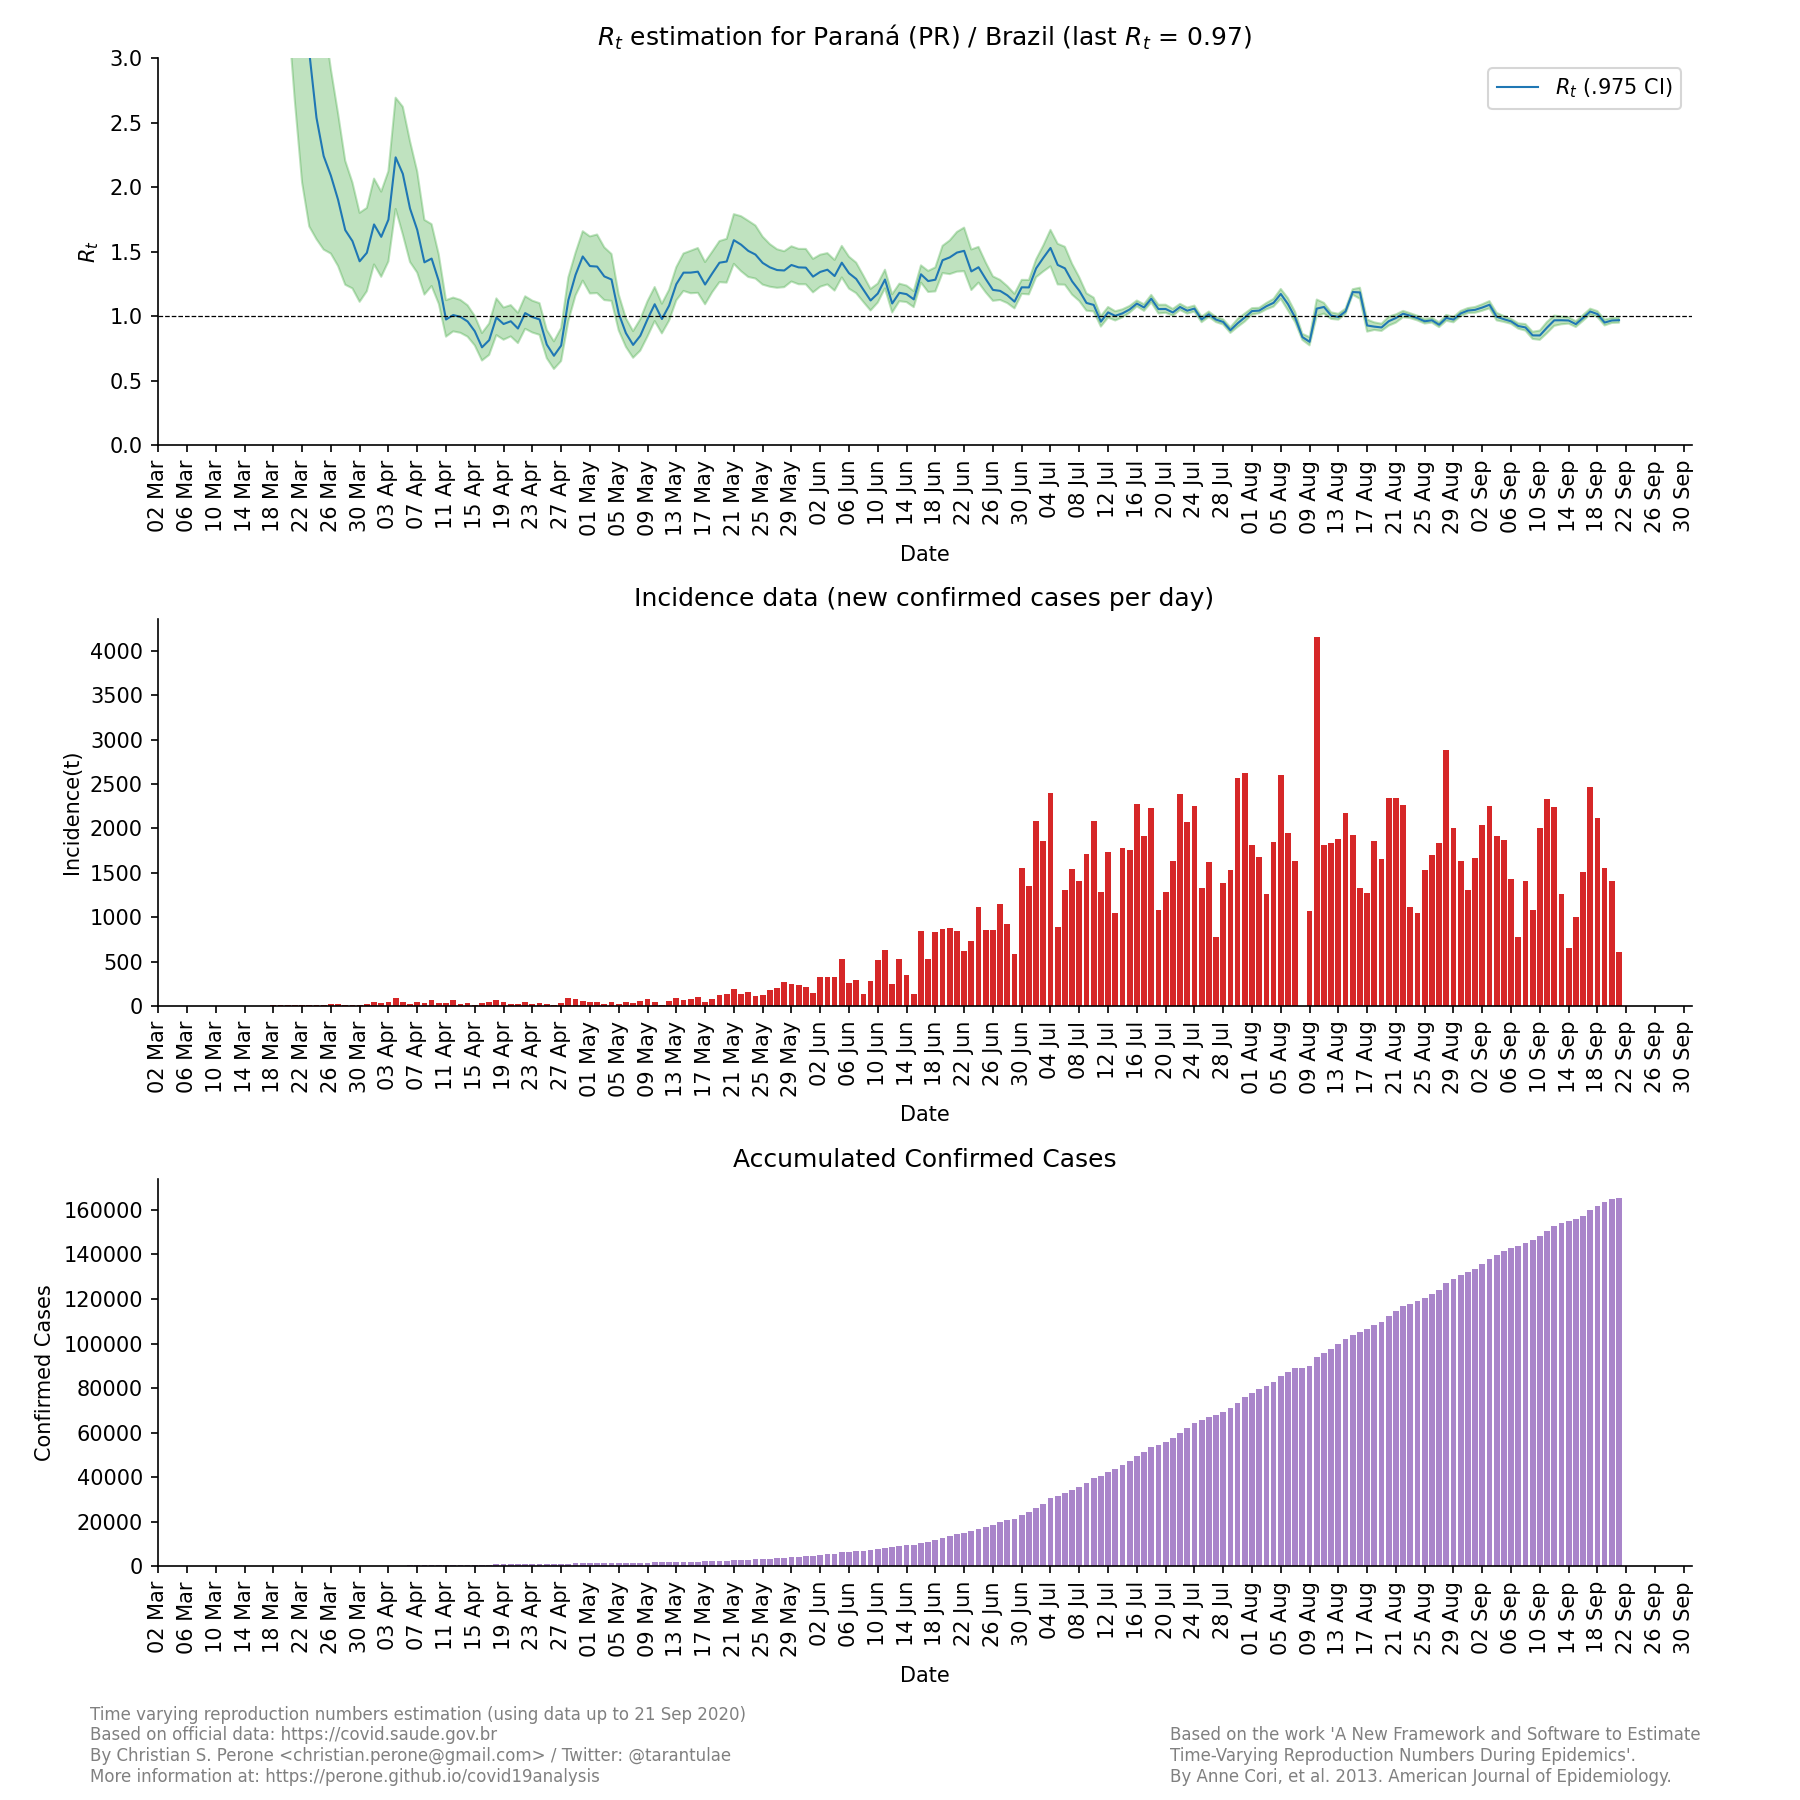 R_t estimation for Paraná (PR) / Brazil (last R_t = 0.97)
R_t (.975 CI)
3.0
2.5
2.0
1.5
1.0
0.5
0.0
R_t
02 Mar 06 Mar 10 Mar 14 Mar 18 Mar 22 Mar 26 Mar 30 Mar 03 Apr 07 Apr 11 Apr 15 Apr 19 Apr 23 Apr 27 Apr 01 May 05 May 09 May 13 May 17 May 21 May 25 May 29 May 02 Jun 06 Jun 10 Jun 14 Jun 18 Jun 22 Jun 26 Jun 30 Jun 04 Jul 08 Jul 12 Jul 16 Jul 20 Jul 24 Jul 28 Jul 01 Aug 05 Aug 09 Aug 13 Aug 17 Aug 21 Aug 25 Aug 29 Aug 02 Sep 06 Sep 10 Sep 14 Sep 18 Sep 22 Sep 26 Sep 30 Sep
Date
Incidence data (new confirmed cases per day)
4000
3500
3000
2500
2000
1500
1000
500
0
Incidence(t)
02 Mar 06 Mar 10 Mar 14 Mar 18 Mar 22 Mar 26 Mar 30 Mar 03 Apr 07 Apr 11 Apr 15 Apr 19 Apr 23 Apr 27 Apr 01 May 05 May 09 May 13 May 17 May 21 May 25 May 29 May 02 Jun 06 Jun 10 Jun 14 Jun 18 Jun 22 Jun 26 Jun 30 Jun 04 Jul 08 Jul 12 Jul 16 Jul 20 Jul 24 Jul 28 Jul 01 Aug 05 Aug 09 Aug 13 Aug 17 Aug 21 Aug 25 Aug 29 Aug 02 Sep 06 Sep 10 Sep 14 Sep 18 Sep 22 Sep 26 Sep 30 Sep
Date
Accumulated Confirmed Cases
160000
140000
120000
100000
80000
60000
40000
20000
0
Confirmed Cases
02 Mar 06 Mar 10 Mar 14 Mar 18 Mar 22 Mar 26 Mar 30 Mar 03 Apr 07 Apr 11 Apr 15 Apr 19 Apr 23 Apr 27 Apr 01 May 05 May 09 May 13 May 17 May 21 May 25 May 29 May 02 Jun 06 Jun 10 Jun 14 Jun 18 Jun 22 Jun 26 Jun 30 Jun 04 Jul 08 Jul 12 Jul 16 Jul 20 Jul 24 Jul 28 Jul 01 Aug 05 Aug 09 Aug 13 Aug 17 Aug 21 Aug 25 Aug 29 Aug 02 Sep 06 Sep 10 Sep 14 Sep 18 Sep 22 Sep 26 Sep 30 Sep
Date
Time varying reproduction numbers estimation (using data up to 21 Sep 2020)
Based on official data: https://covid.saude.gov.br
By Christian S. Perone <christian.perone@gmail.com> / Twitter: @tarantulae
More information at: https://perone.github.io/covid19analysis
Based on the work 'A New Framework and Software to Estimate
Time-Varying Reproduction Numbers During Epidemics'.
By Anne Cori, et al. 2013. American Journal of Epidemiology.